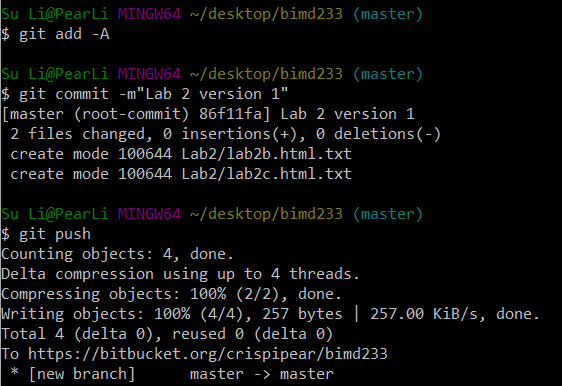 Su Li@PearLi MINGW64 ~/desktop/bimd233 (master)
$ git add -A
Su Li@PearLi MINGW64 ~/desktop/bimd233 (master)
$ git commit -m"Lab 2 version 1"
[master (root-commit) 86f11fa] Lab 2 version 1
 2 files changed, 0 insertions(+), 0 deletions(-)
 create mode 100644 Lab2/lab2b.html.txt
 create mode 100644 Lab2/lab2c.html.txt
Su Li@PearLi MINGW64 ~/desktop/bimd233 (master)
$ git push
Counting objects: 4, done.
Delta compression using up to 4 threads.
Compressing objects: 100% (2/2), done.
Writing objects: 100% (4/4), 257 bytes | 257.00 KiB/s, done.
Total 4 (delta 0), reused 0 (delta 0)
To https://bitbucket.org/crispipear/bimd233
 * [new branch]      master -> master